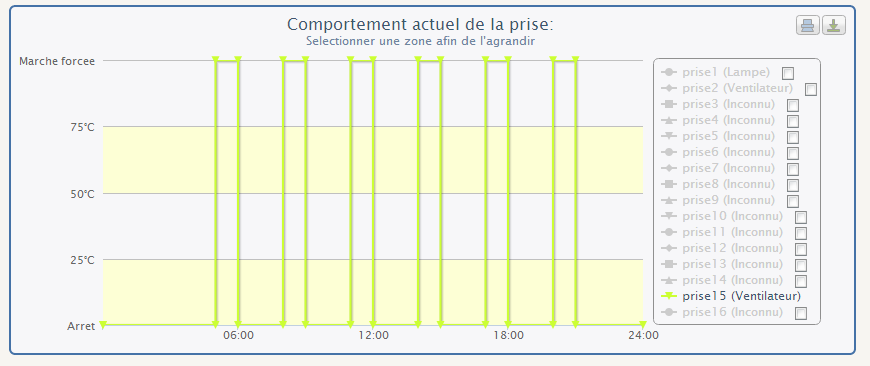 Comportement actuel de la prise:
Selectionner une zone afin de l'agrandir
Marche forcee
75°C
50°C
25°C
Arret
06:00
12:00
18:00
24:00
prise1 (Lampe)
prise2 (Ventilateur)
prise3 (Inconnu)
prise4 (Inconnu)
prise5 (Inconnu)
prise6 (Inconnu)
prise7 (Inconnu)
prise8 (Inconnu)
prise9 (Inconnu)
prise10 (Inconnu)
prise11 (Inconnu)
prise12 (Inconnu)
prise13 (Inconnu)
prise14 (Inconnu)
prise15 (Ventilateur)
prise16 (Inconnu)